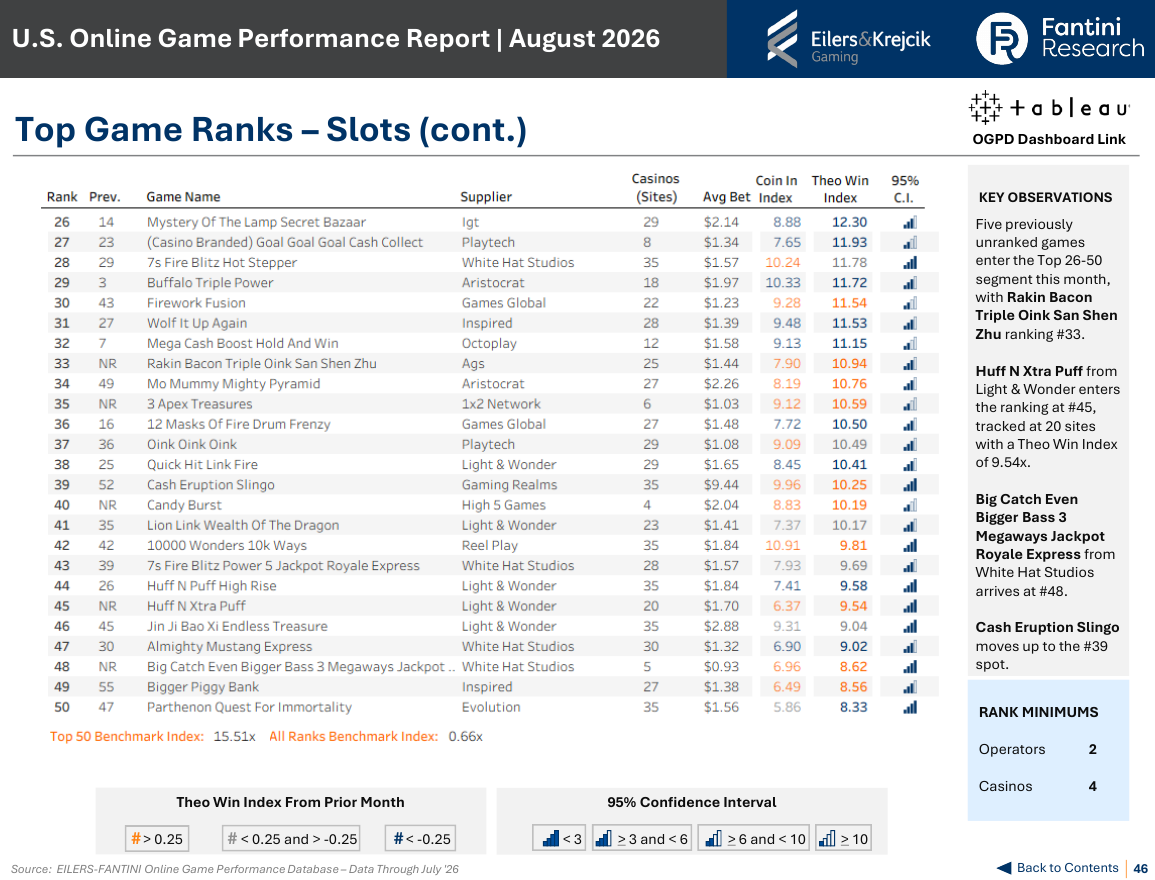 U.S. Online Game Performance Report | August 2026
Eilers&Krejcik
Gaming
Fantini
Research
Top Game Ranks – Slots (cont.)
+ a b | e a u
OGPD Dashboard Link
Rank Prev. Game Name Supplier Casinos (Sites) Avg Bet Coin In Index Theo Win Index 95% C.I.
26 14 Mystery Of The Lamp Secret Bazaar Igt 29 $2.14 8.88 12.30
27 23 (Casino Branded) Goal Goal Goal Cash Collect Playtech 8 $1.34 7.65 11.93
28 29 7s Fire Blitz Hot Stepper White Hat Studios 35 $1.57 10.24 11.78
29 3 Buffalo Triple Power Aristocrat 18 $1.97 10.33 11.72
30 43 Firework Fusion Games Global 22 $1.23 9.28 11.54
31 27 Wolf It Up Again Inspired 28 $1.39 9.48 11.53
32 7 Mega Cash Boost Hold And Win Octoplay 12 $1.58 9.13 11.15
33 NR Rakin Bacon Triple Oink San Shen Zhu Ags 25 $1.44 7.90 10.94
34 49 Mo Mummy Mighty Pyramid Aristocrat 27 $2.26 8.19 10.76
35 NR 3 Apex Treasures 1x2 Network 6 $1.03 9.12 10.59
36 16 12 Masks Of Fire Drum Frenzy Games Global 27 $1.48 7.72 10.50
37 36 Oink Oink Oink Playtech 29 $1.08 9.09 10.49
38 25 Quick Hit Link Fire Light & Wonder 29 $1.65 8.45 10.41
39 52 Cash Eruption Slingo Gaming Realms 35 $9.44 9.96 10.25
40 NR Candy Burst High 5 Games 4 $2.04 8.83 10.19
41 35 Lion Link Wealth Of The Dragon Light & Wonder 23 $1.41 7.37 10.17
42 42 10000 Wonders 10k Ways Reel Play 35 $1.84 10.91 9.81
43 39 7s Fire Blitz Power 5 Jackpot Royale Express White Hat Studios 28 $1.57 7.93 9.69
44 26 Huff N Puff High Rise Light & Wonder 35 $1.84 7.41 9.58
45 NR Huff N Xtra Puff Light & Wonder 20 $1.70 6.37 9.54
46 45 Jin Ji Bao Xi Endless Treasure Light & Wonder 35 $2.88 9.31 9.04
47 30 Almighty Mustang Express White Hat Studios 30 $1.32 6.90 9.02
48 NR Big Catch Even Bigger Bass 3 Megaways Jackpot .. White Hat Studios 5 $0.93 6.96 8.62
49 55 Bigger Piggy Bank Inspired 27 $1.38 6.49 8.56
50 47 Parthenon Quest For Immortality Evolution 35 $1.56 5.86 8.33
Top 50 Benchmark Index: 15.51x All Ranks Benchmark Index: 0.66x
KEY OBSERVATIONS
Five previously
unranked games
enter the Top 26-50
segment this month,
with Rakin Bacon
Triple Oink San Shen
Zhu ranking #33.
Huff N Xtra Puff from
Light & Wonder enters
the ranking at #45,
tracked at 20 sites
with a Theo Win Index
of 9.54x.
Big Catch Even
Bigger Bass 3
Megaways Jackpot
Royale Express from
White Hat Studios
arrives at #48.
Cash Eruption Slingo
moves up to the #39
spot.
RANK MINIMUMS
Operators 2
Casinos 4
Theo Win Index From Prior Month
# > 0.25 # < 0.25 and > -0.25 # < -0.25
95% Confidence Interval
< 3 ≥ 3 and < 6 ≥ 6 and < 10 ≥ 10
Source: EILERS-FANTINI Online Game Performance Database – Data Through July '26
Back to Contents | 46